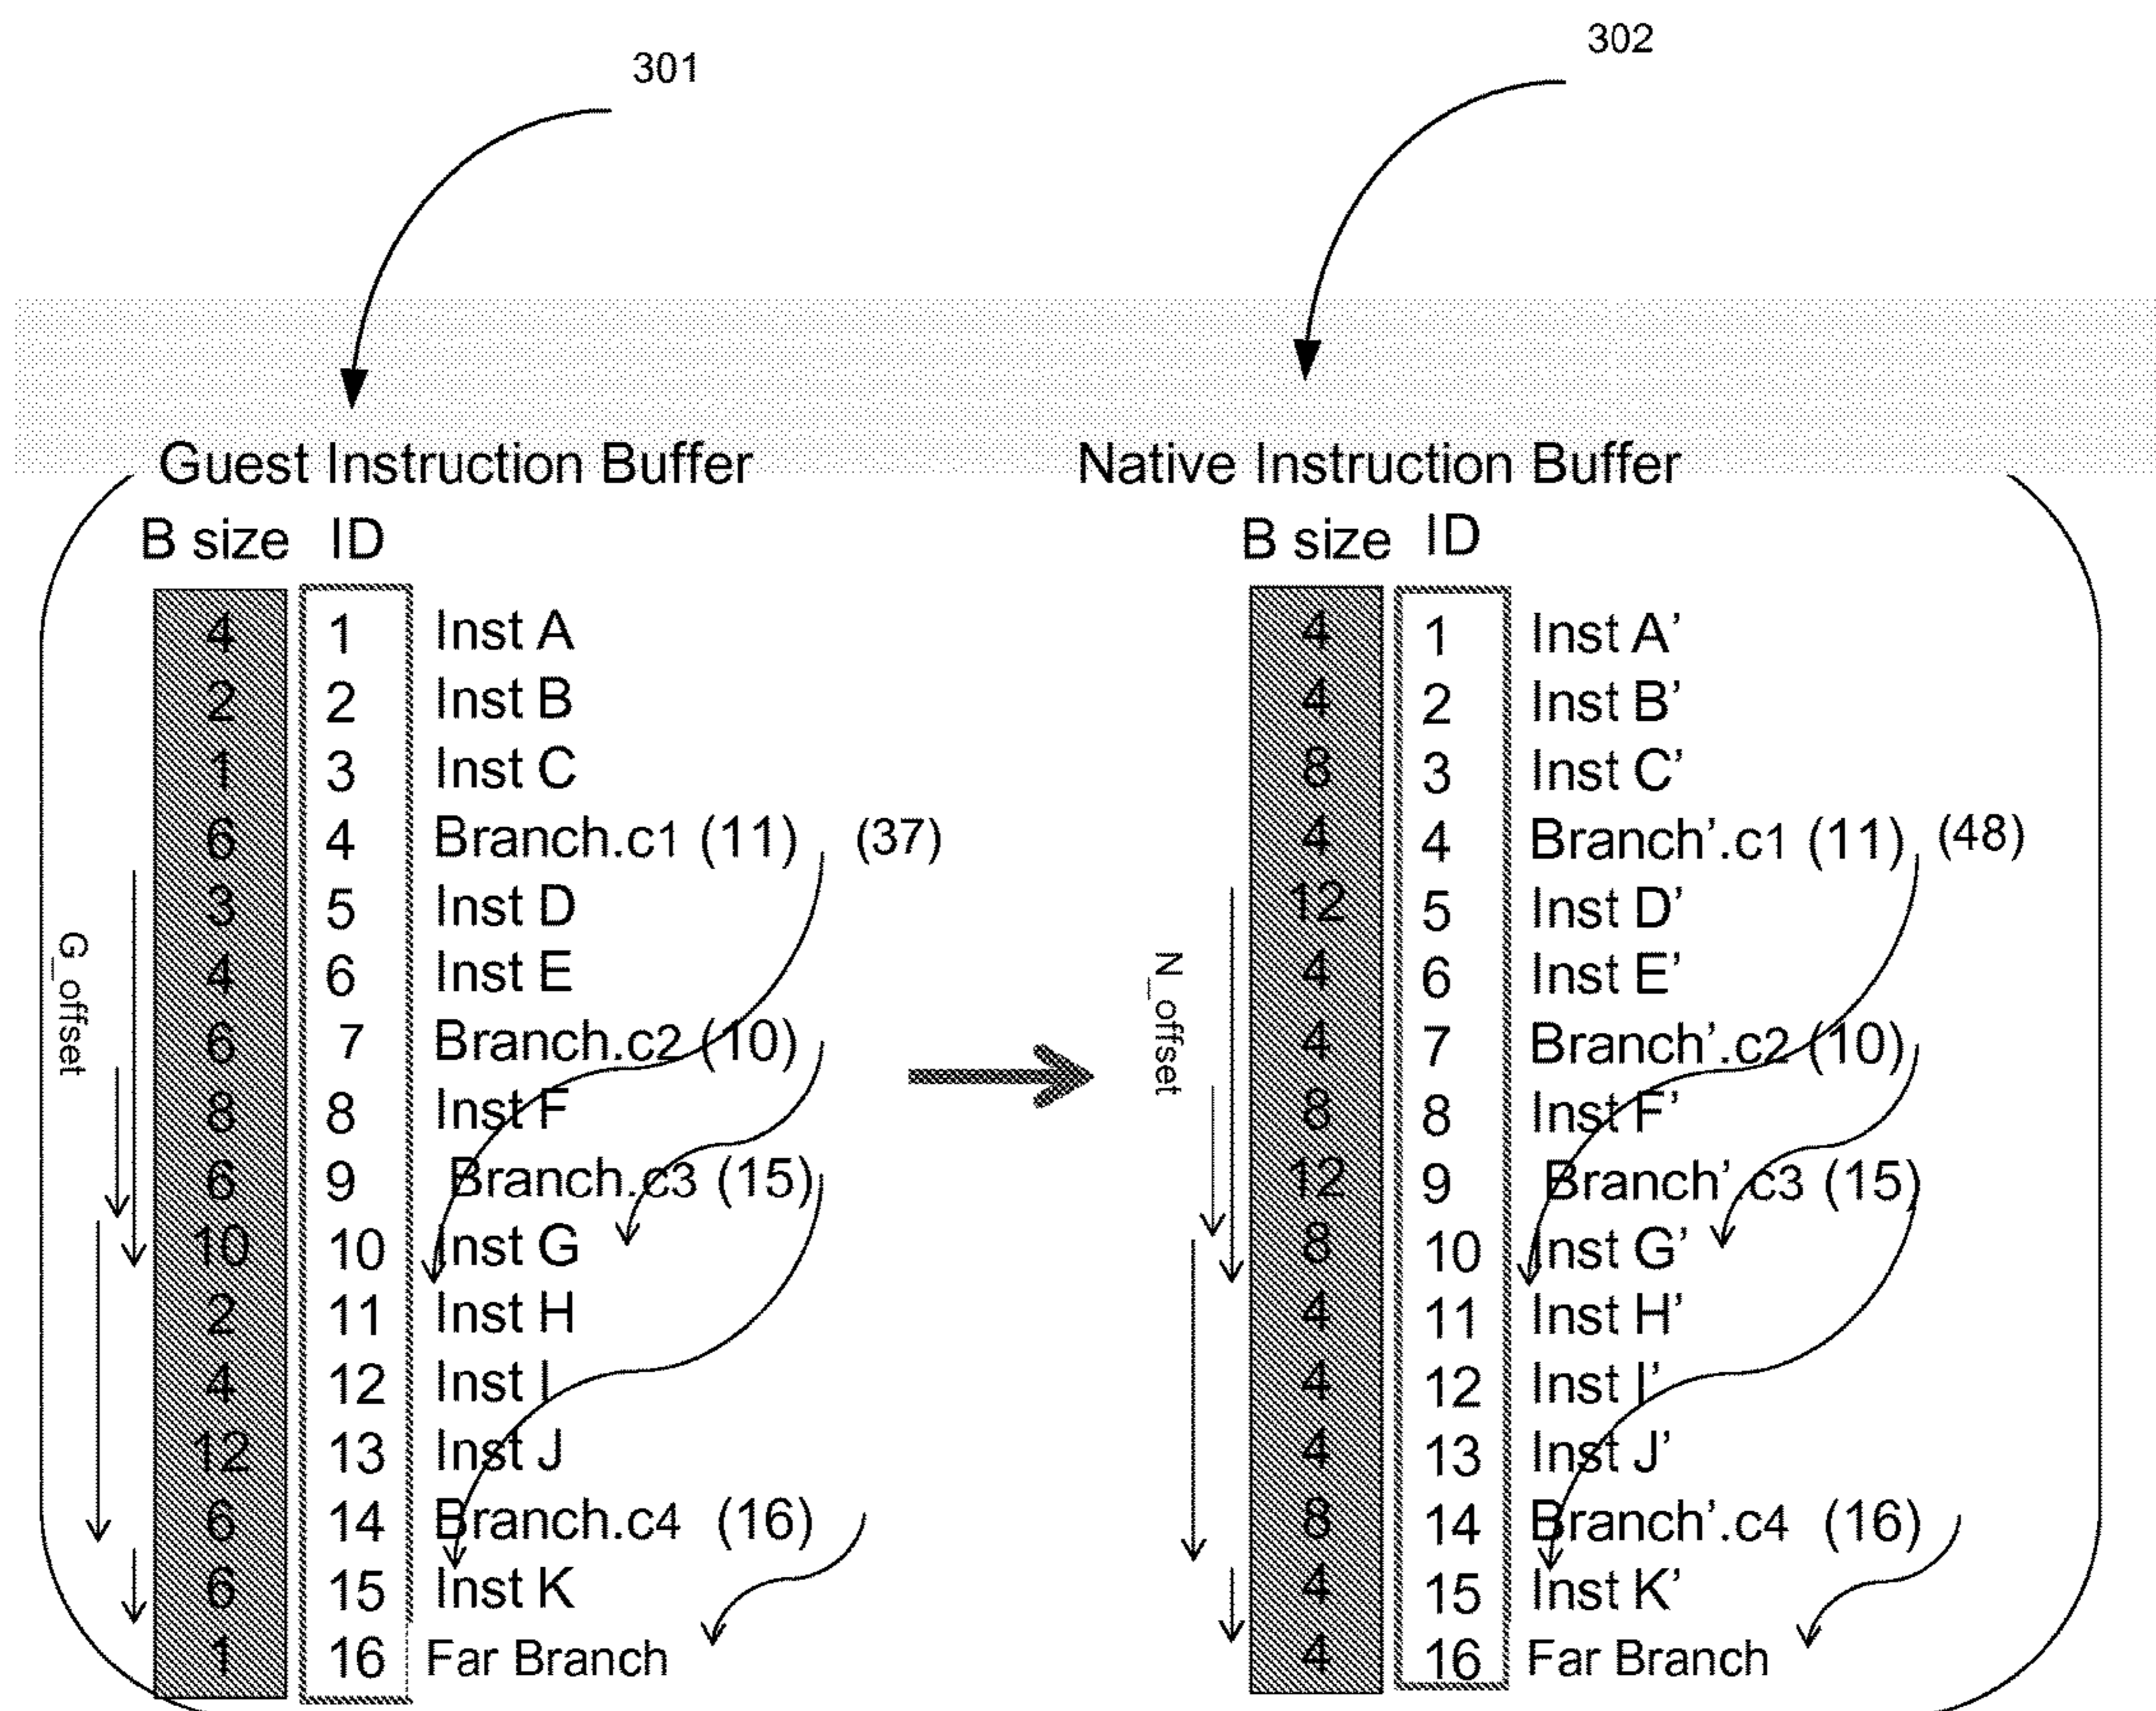 301
302
Guest Instruction Buffer
B size ID
4 1 Inst A
2 2 Inst B
1 3 Inst C
6 4 Branch.c1 (11) (37)
3 5 Inst D
4 6 Inst E
6 7 Branch.c2 (10)
8 8 Inst F
6 9 Branch.c3 (15)
10 10 Inst G
2 11 Inst H
4 12 Inst I
12 13 Inst J
6 14 Branch.c4 (16)
6 15 Inst K
1 16 Far Branch
G_offset
Native Instruction Buffer
B size ID
4 1 Inst A’
4 2 Inst B’
8 3 Inst C’
4 4 Branch’.c1 (11) (48)
12 5 Inst D’
4 6 Inst E’
4 7 Branch’.c2 (10)
8 8 Inst F’
12 9 Branch’.c3 (15)
8 10 Inst G’
4 11 Inst H’
4 12 Inst I’
4 13 Inst J’
8 14 Branch’.c4 (16)
4 15 Inst K’
4 16 Far Branch
N_offset